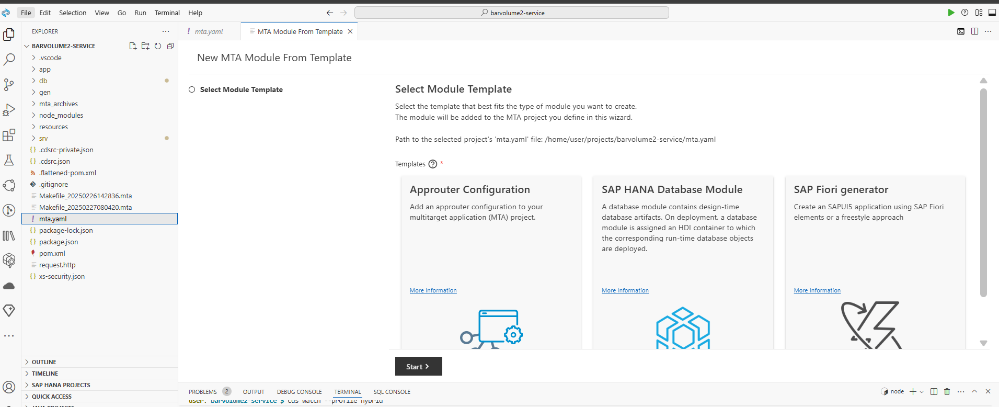 File Edit Selection View Go Run Terminal Help
barvolume2-service
EXPLORER
BARVOLUME2-SERVICE
.vscode
app
db
gen
mta_archives
node_modules
resources
srv
.cdsrc-private.json
.cdsrc.json
.flattened-pom.xml
.gitignore
Makefile_20250226142836.mta
Makefile_20250227080420.mta
mta.yaml
package-lock.json
package.json
pom.xml
request.http
xs-security.json
OUTLINE
TIMELINE
SAP HANA PROJECTS
QUICK ACCESS
JAVA PROJECTS
mta.yaml
MTA Module From Template
New MTA Module From Template
Select Module Template
Select Module Template
Select the template that best fits the type of module you want to create.
The module will be added to the MTA project you define in this wizard.
Path to the selected project's 'mta.yaml' file: /home/user/projects/barvolume2-service/mta.yaml
Templates ? *
Approuter Configuration
Add an approuter configuration to your
multitarget application (MTA) project.
More Information
SAP HANA Database Module
A database module contains design-time
database artifacts. On deployment, a database
module is assigned an HDI container to which
the corresponding run-time database objects
are deployed.
More Information
SAP Fiori generator
Create an SAPUI5 application using SAP Fiori
elements or a freestyle approach
More Information
Start
PROBLEMS 2 OUTPUT DEBUG CONSOLE TERMINAL SQL CONSOLE
node
user: barvolume2-service $ cds watch --profile hybrid